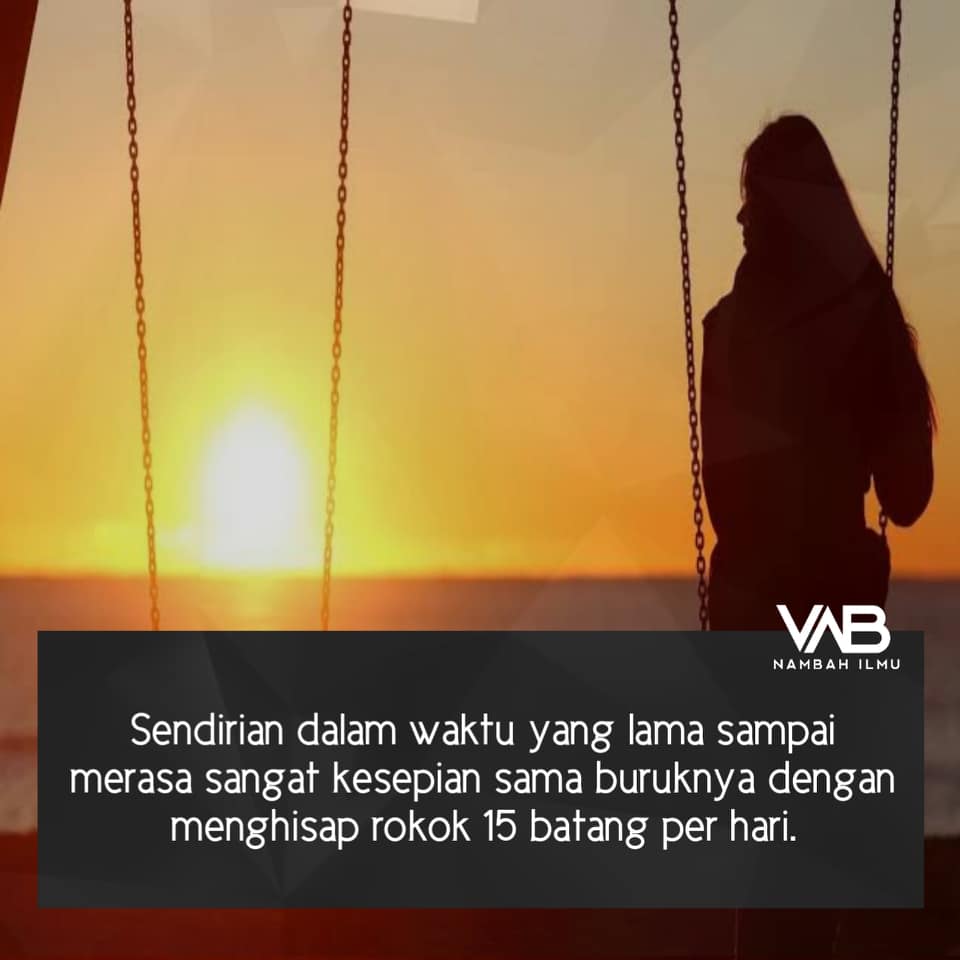 VAB
NAMBAH ILMU
Sendirian dalam waktu yang lama sampai
merasa sangat kesepian sama buruknya dengan
menghisap rokok 15 batang per hari.